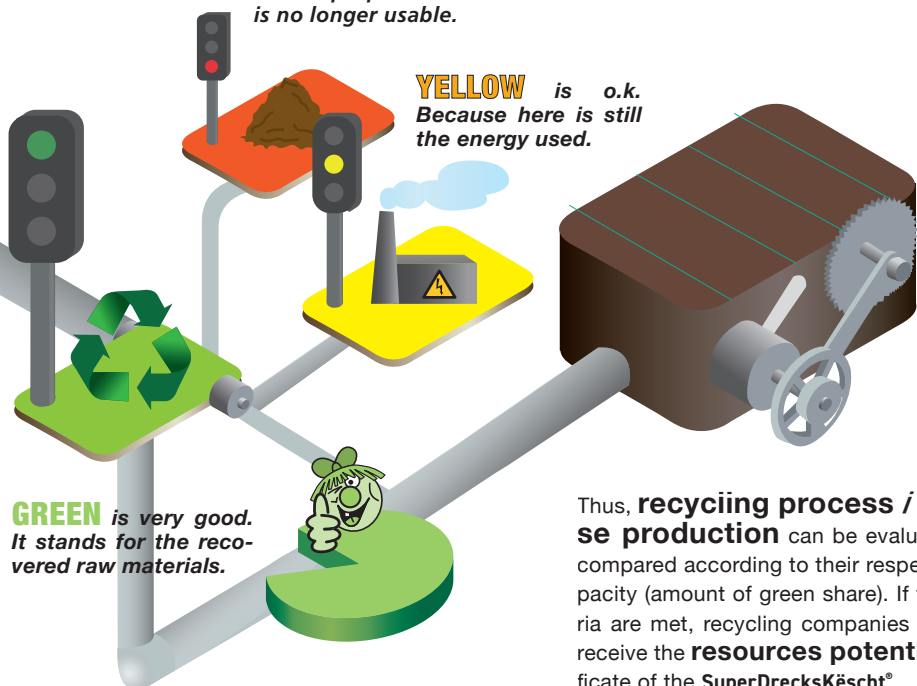 is no longer usable.
YELLOW is o.k.
Because here is still
the energy used.
GREEN is very good.
It stands for the reco-
vered raw materials.
Thus, recyciing process i
se production can be evalu
compared according to their respe
pacity (amount of green share). If
ria are met, recycling companies
receive the resources potent
ficate of the SuperDrecksKëscht®